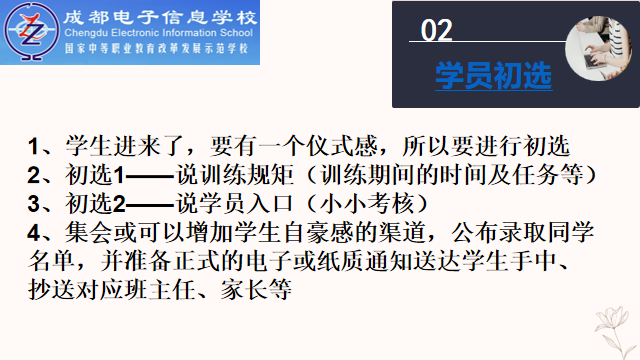 成都电子信息学校
Chengdu Electronic Information School
国家中等职业教育改革发展示范学校
02
学员初选
1、学生进来了，要有一个仪式感，所以要进行初选
2、初选1——说训练规矩（训练期间的时间及任务等）
3、初选2——说学员入口（小小考核）
4、集会或可以增加学生自豪感的渠道，公布录取同学
名单，并准备正式的电子或纸质通知送达学生手中、
抄送对应班主任、家长等